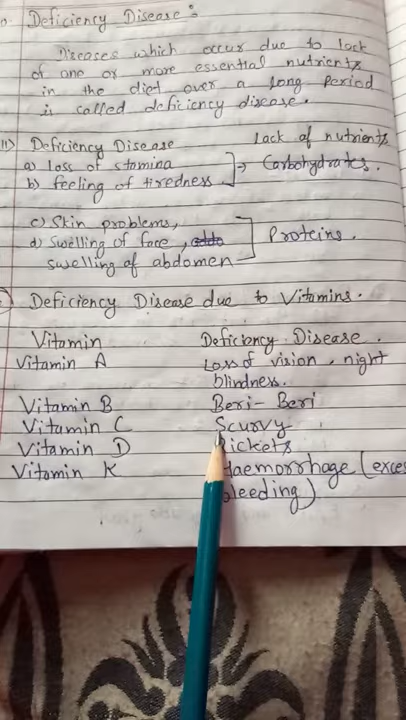 Deficiency Disease :
Diseases which occur due to lack
of one or more essential nutrients
in the diet over a long period
is called deficiency disease.
ii) Deficiency Disease Lack of nutrients
a) loss of stamina
b) feeling of tiredness → Carbohydrates.
c) Skin problems,
d) Swelling of face, Proteins.
swelling of abdomen
Deficiency Disease due to Vitamins.
Vitamin Deficiency Disease.
Vitamin A Loss of vision, night
blindness.
Vitamin B Beri-Beri
Vitamin C Scurvy
Vitamin D Rickets
Vitamin K Haemorrhage (exces
bleeding)